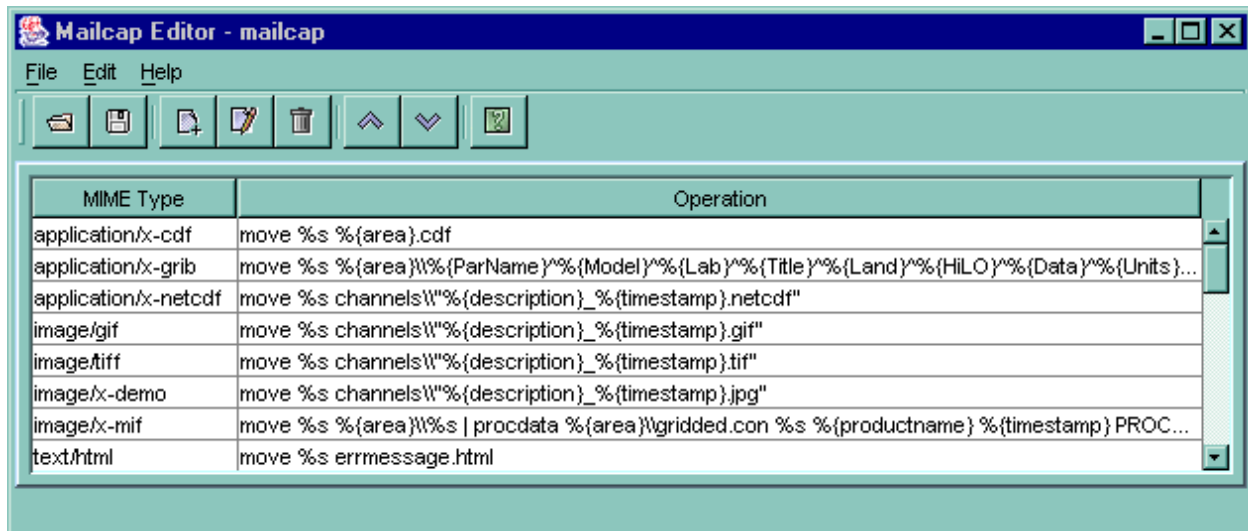 Mailcap Editor - mailcap
File Edit Help
MIME Type Operation
application/x-cdf move %s %{area}.cdf
application/x-grib move %s %{area}\\%{ParName}^%{Model}^%{Lab}^%{Title}^%{Land}^%{HiLO}^%{Data}^%{Units}...
application/x-netcdf move %s channels\\"%{description}_%{timestamp}.netcdf"
image/gif move %s channels\\"%{description}_%{timestamp}.gif"
image/tiff move %s channels\\"%{description}_%{timestamp}.tif"
image/x-demo move %s channels\\"%{description}_%{timestamp}.jpg"
image/x-mif move %s %{area}\\%s | procdata %{area}\\gridded.con %s %{productname} %{timestamp} PROC...
text/html move %s errmessage.html